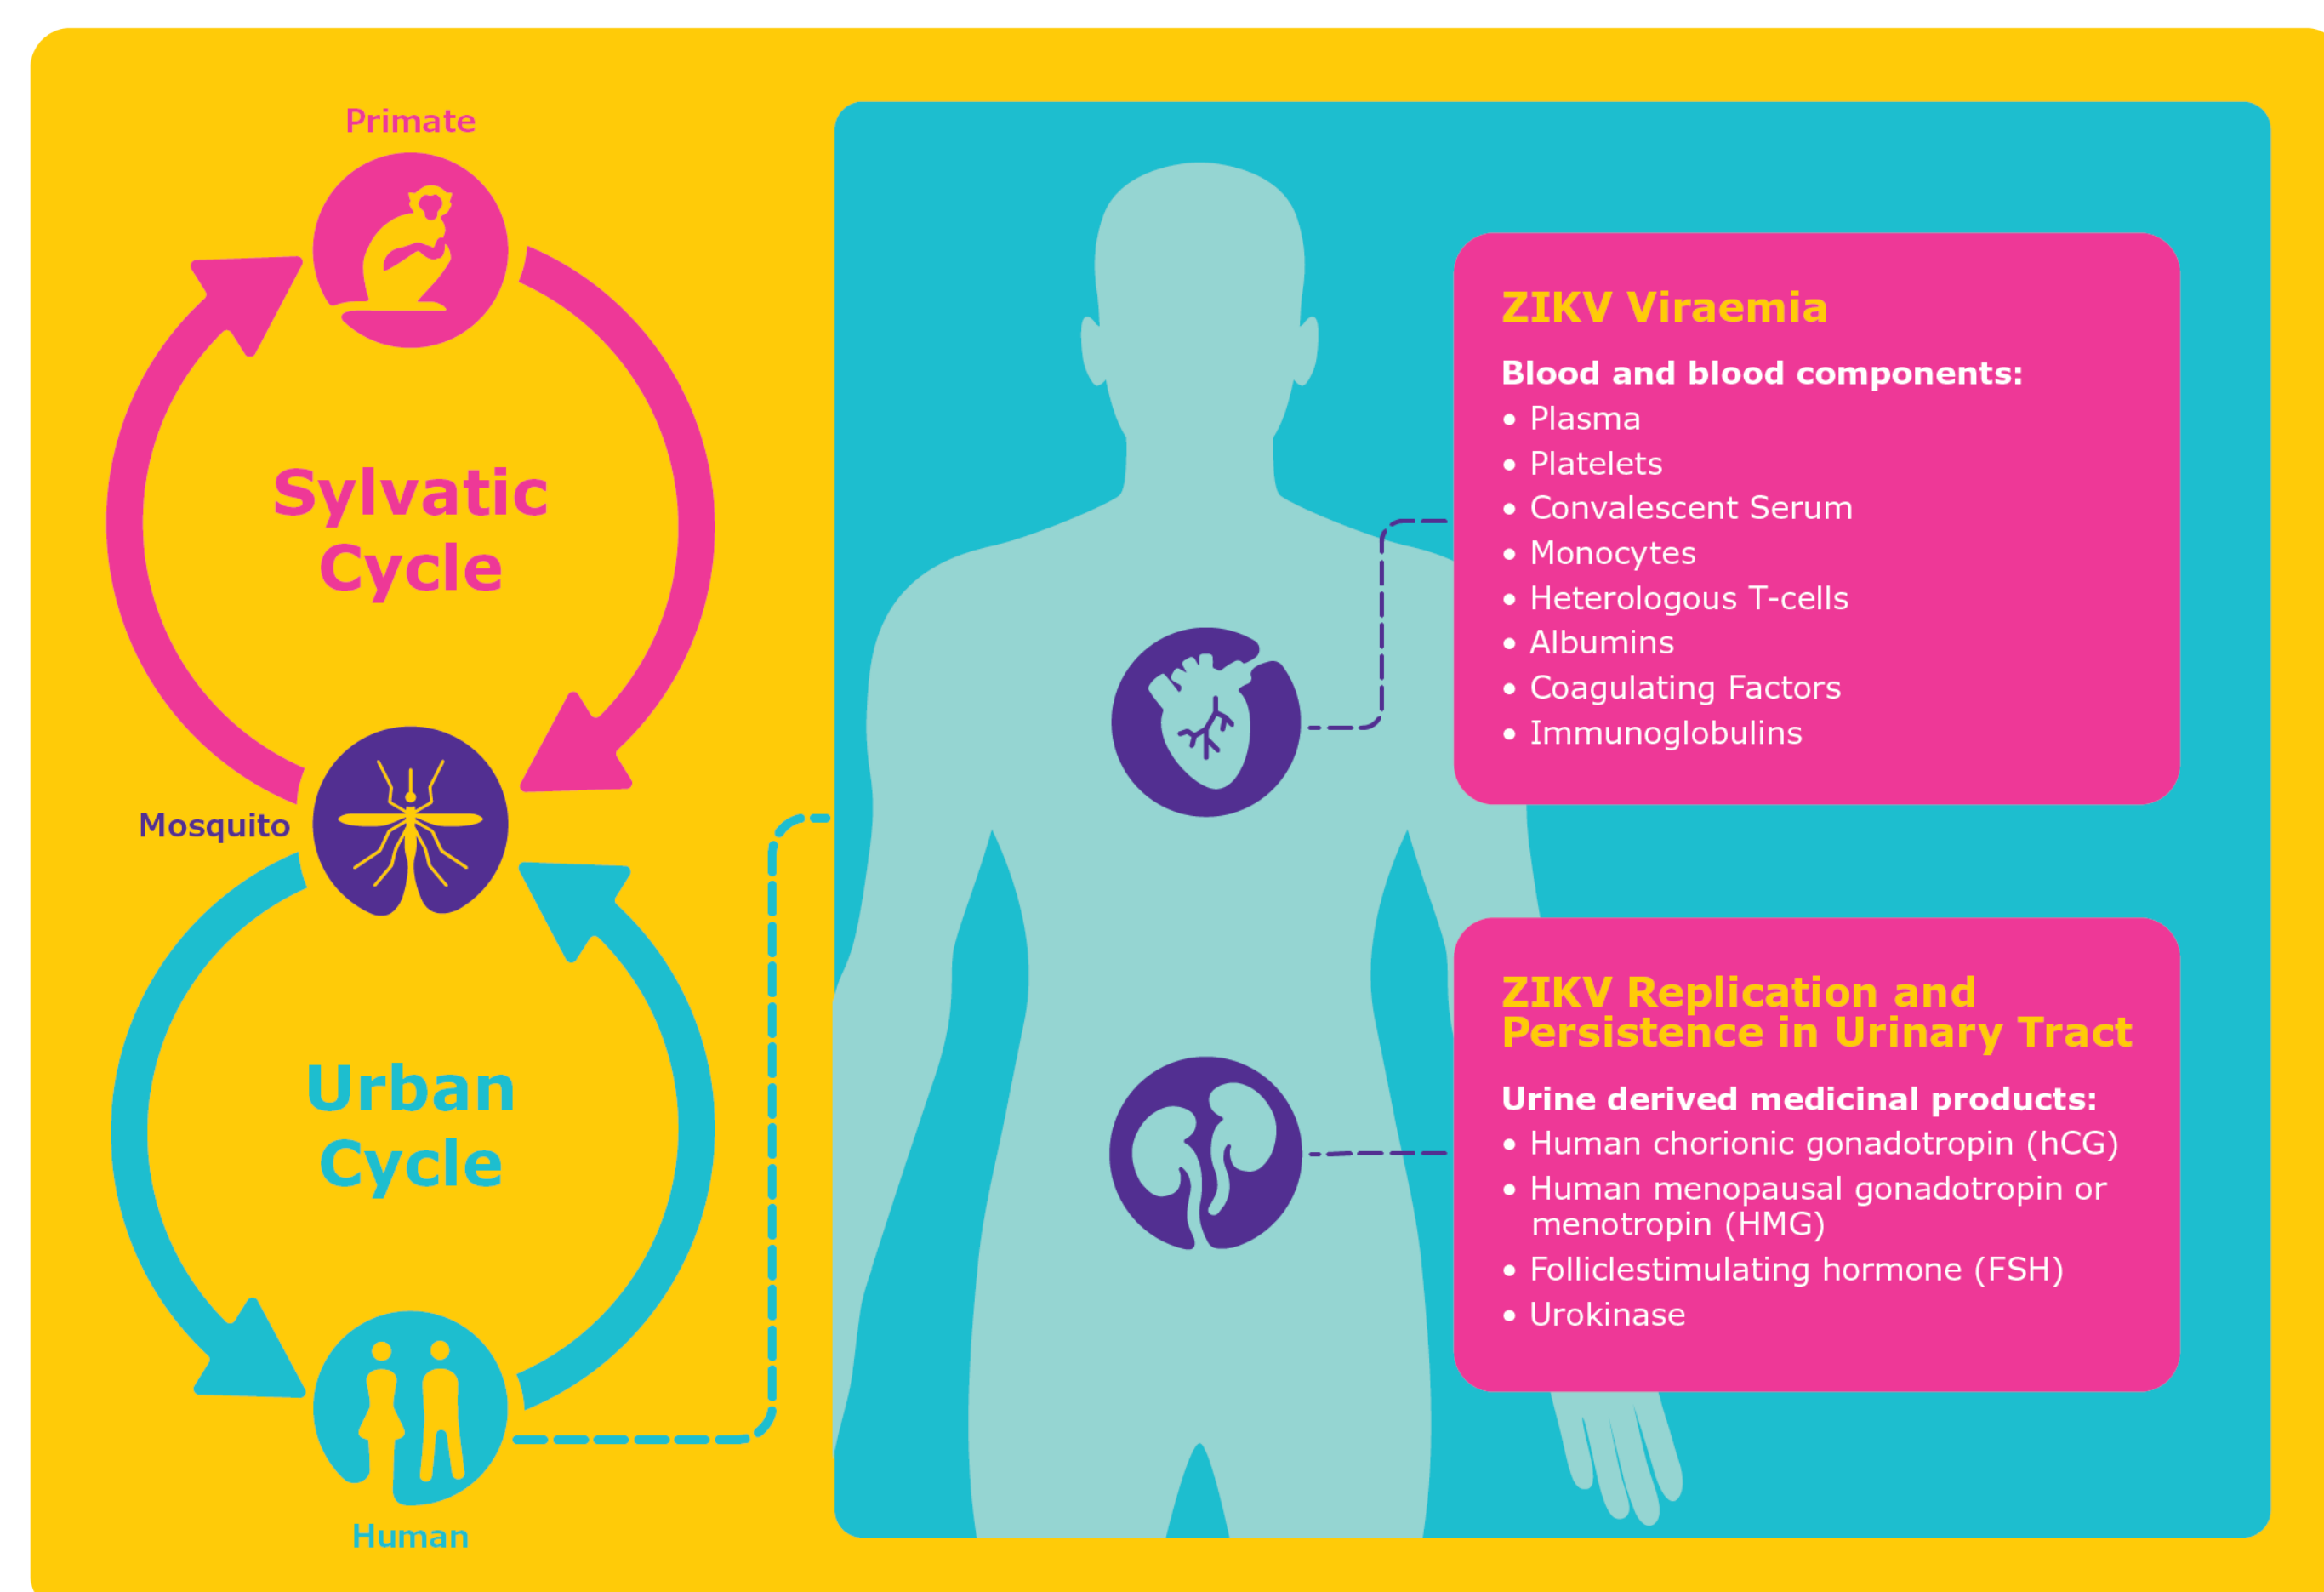 Primate
Sylvatic
Cycle
Mosquito
Urban
Cycle
Human
ZIKV Viraemia
Blood and blood components:
• Plasma
• Platelets
• Convalescent Serum
• Monocytes
• Heterologous T-cells
• Albumins
• Coagulating Factors
• Immunoglobulins
ZIKV Replication and
Persistence in Urinary Tract
Urine derived medicinal products:
• Human chorionic gonadotropin (hCG)
• Human menopausal gonadotropin or
menotropin (HMG)
• Folliclestimulating hormone (FSH)
• Urokinase